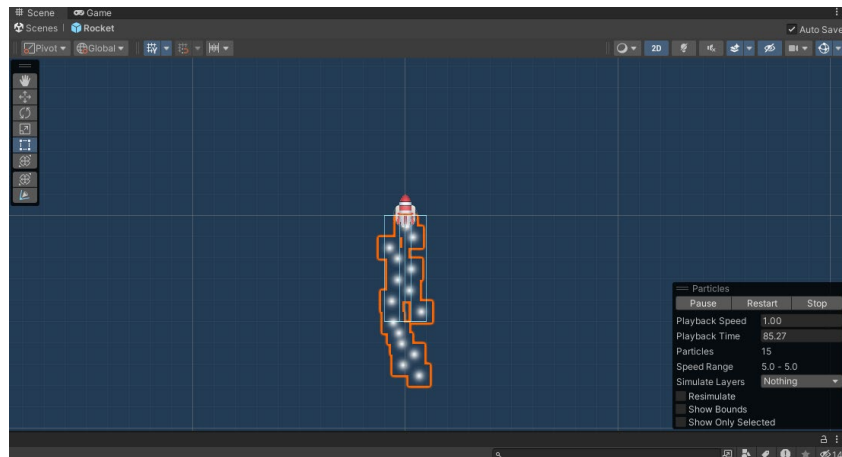 Scene Game
Scenes | Rocket
Auto Save
Pivot Global 2D
Particles
Pause Restart Stop
Playback Speed 1.00
Playback Time 85.27
Particles 15
Speed Range 5.0 - 5.0
Simulate Layers Nothing
Resimulate
Show Bounds
Show Only Selected
14